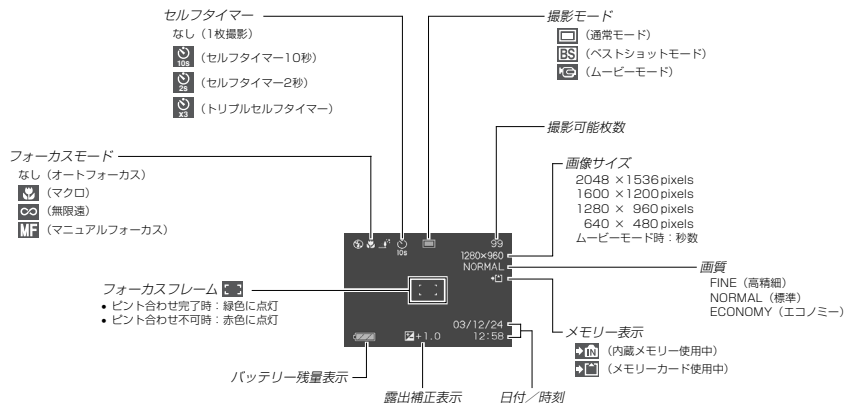 セルフタイマー
なし（1枚撮影）
10s （セルフタイマー10秒）
2s （セルフタイマー2秒）
x3 （トリプルセルフタイマー）
撮影モード
（通常モード）
BS （ベストショットモード）
（ムービーモード）
撮影可能枚数
画像サイズ
2048 ×1536pixels
1600 ×1200pixels
1280 × 960pixels
640 × 480pixels
ムービーモード時：秒数
フォーカスモード
なし（オートフォーカス）
（マクロ）
∞ （無限遠）
MF （マニュアルフォーカス）
10s
99
1280×960
NORMAL
画質
FINE（高精細）
NORMAL（標準）
ECONOMY（エコノミー）
フォーカスフレーム
• ピント合わせ完了時：緑色に点灯
• ピント合わせ不可時：赤色に点灯
メモリー表示
IN （内蔵メモリー使用中）
（メモリーカード使用中）
03/12/24
+1.0 12:58
バッテリー残量表示
露出補正表示
日付／時刻